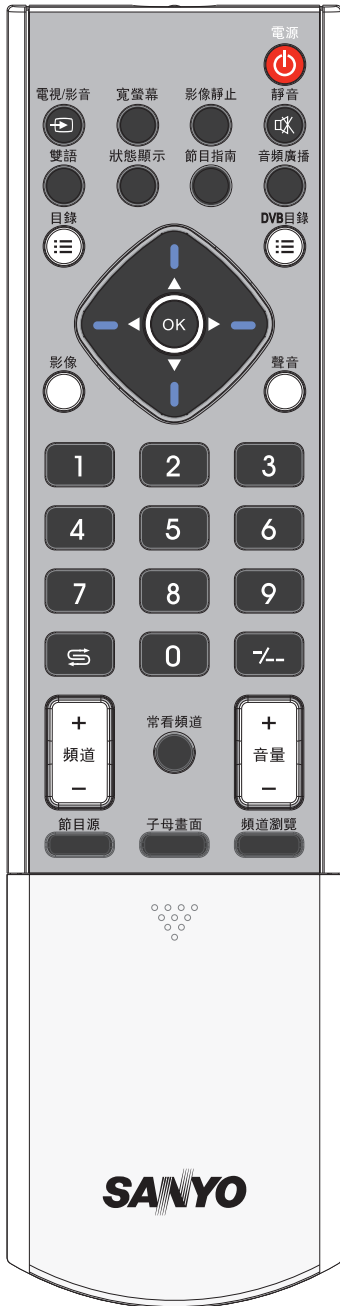 電源
電視/影音 寬螢幕 影像靜止 靜音
雙語 狀態顯示 節目指南 音頻廣播
目錄 DVB目錄
OK
影像 聲音
1 2 3
4 5 6
7 8 9
0 -/--
+ 常看頻道 +
頻道 音量
− −
節目源 子母畫面 頻道瀏覽
SANYO